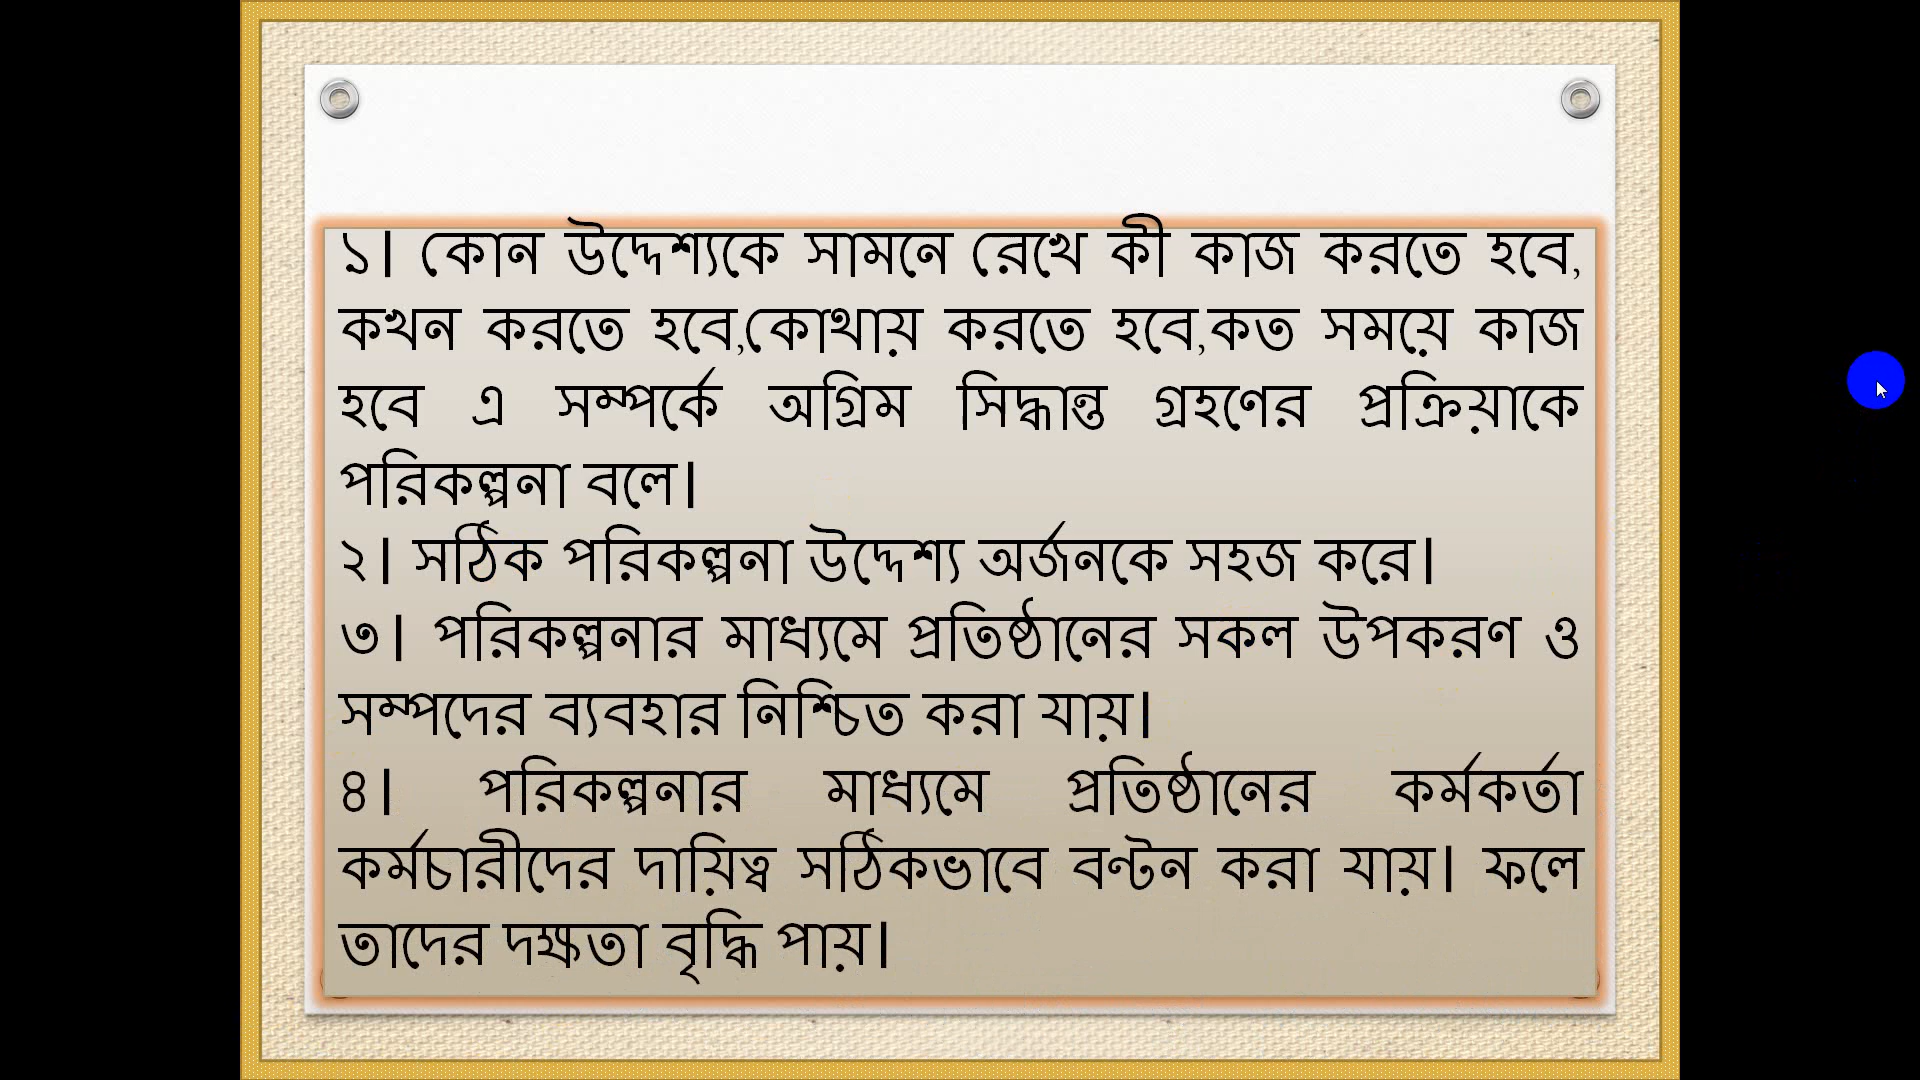 ১। কোন উদ্দেশ্যকে সামনে রেখে কী কাজ করতে হবে,
কখন করতে হবে,কোথায় করতে হবে,কত সময়ে কাজ
হবে এ সম্পর্কে অগ্রিম সিদ্ধান্ত গ্রহণের প্রক্রিয়াকে
পরিকল্পনা বলে।
২। সঠিক পরিকল্পনা উদ্দেশ্য অর্জনকে সহজ করে।
৩। পরিকল্পনার মাধ্যমে প্রতিষ্ঠানের সকল উপকরণ ও
সম্পদের ব্যবহার নিশ্চিত করা যায়।
৪। পরিকল্পনার মাধ্যমে প্রতিষ্ঠানের কর্মকর্তা
কর্মচারীদের দায়িত্ব সঠিকভাবে বণ্টন করা যায়। ফলে
তাদের দক্ষতা বৃদ্ধি পায়।